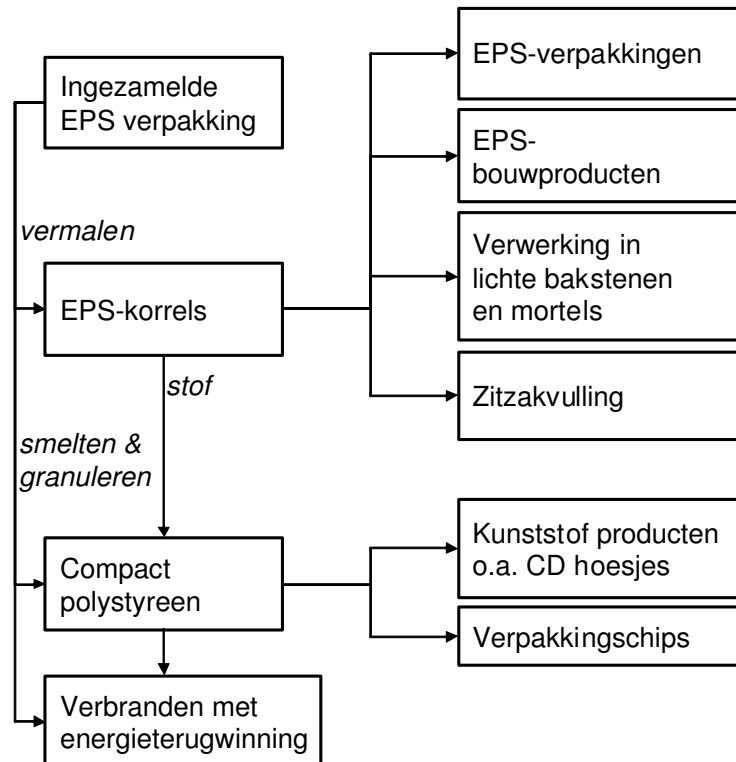 Ingezamelde
EPS verpakking
vermalen
EPS-korrels
stof
smelten &
granuleren
Compact
polystyreen
Verbranden met
energieterugwinning
EPS-verpakkingen
EPS-
bouwproducten
Verwerking in
lichte bakstenen
en mortels
Zitzakvulling
Kunststof producten
o.a. CD hoesjes
Verpakkingschips